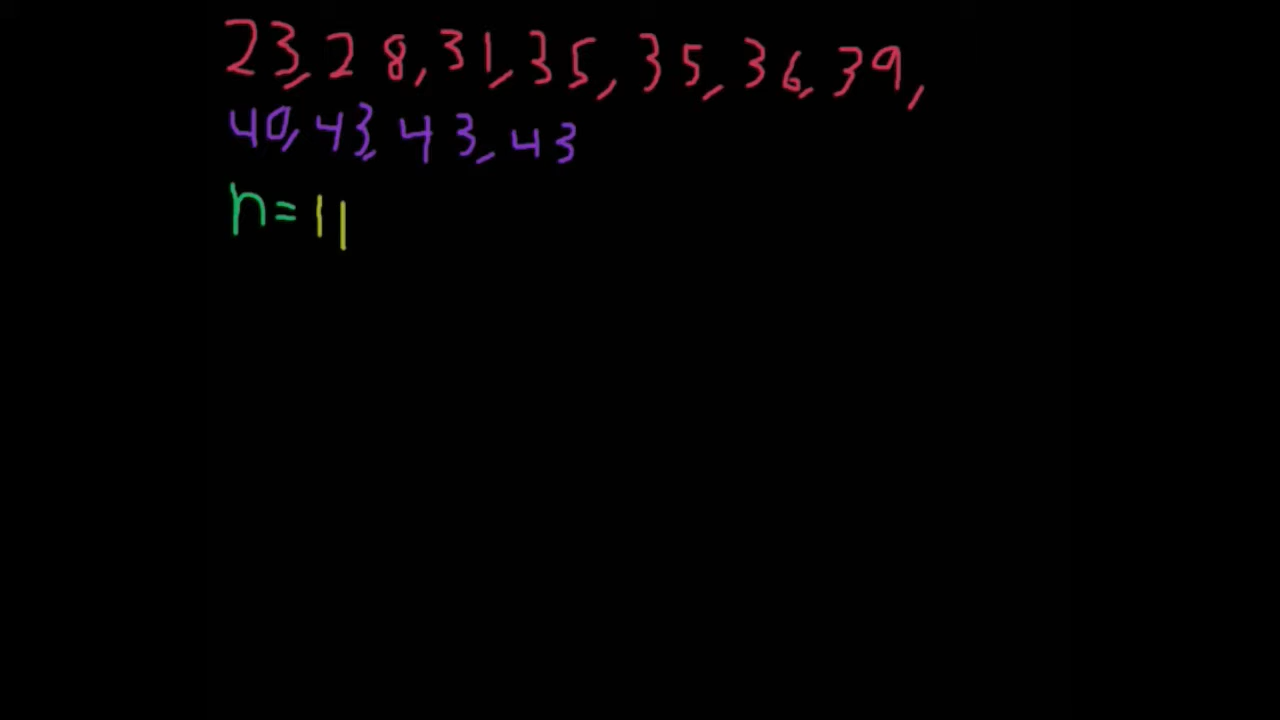 23, 28, 31, 35, 35, 36, 39,
40, 43, 43, 43
n = 11